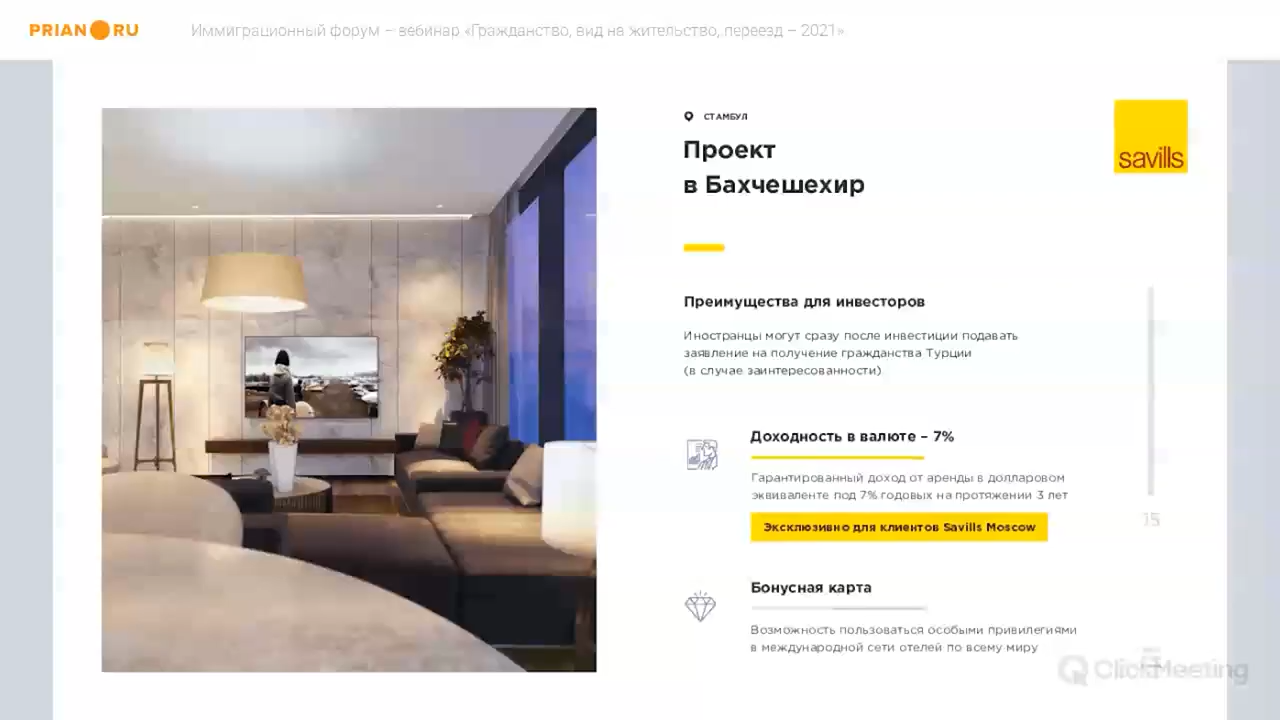 PRIAN RU
Иммиграционный форум – вебинар «Гражданство, вид на жительство, переезд – 2021»
СТАМБУЛ
savills
Проект
в Бахчешехир
Преимущества для инвесторов
Иностранцы могут сразу после инвестиции подавать
заявление на получение гражданства Турции
(в случае заинтересованности)
Доходность в валюте – 7%
Гарантированный доход от аренды в долларовом
эквиваленте под 7% годовых на протяжении 3 лет
Эксклюзивно для клиентов Savills Moscow
15
Бонусная карта
Возможность пользоваться особыми привилегиями
в международной сети отелей по всему миру
ClickMeeting